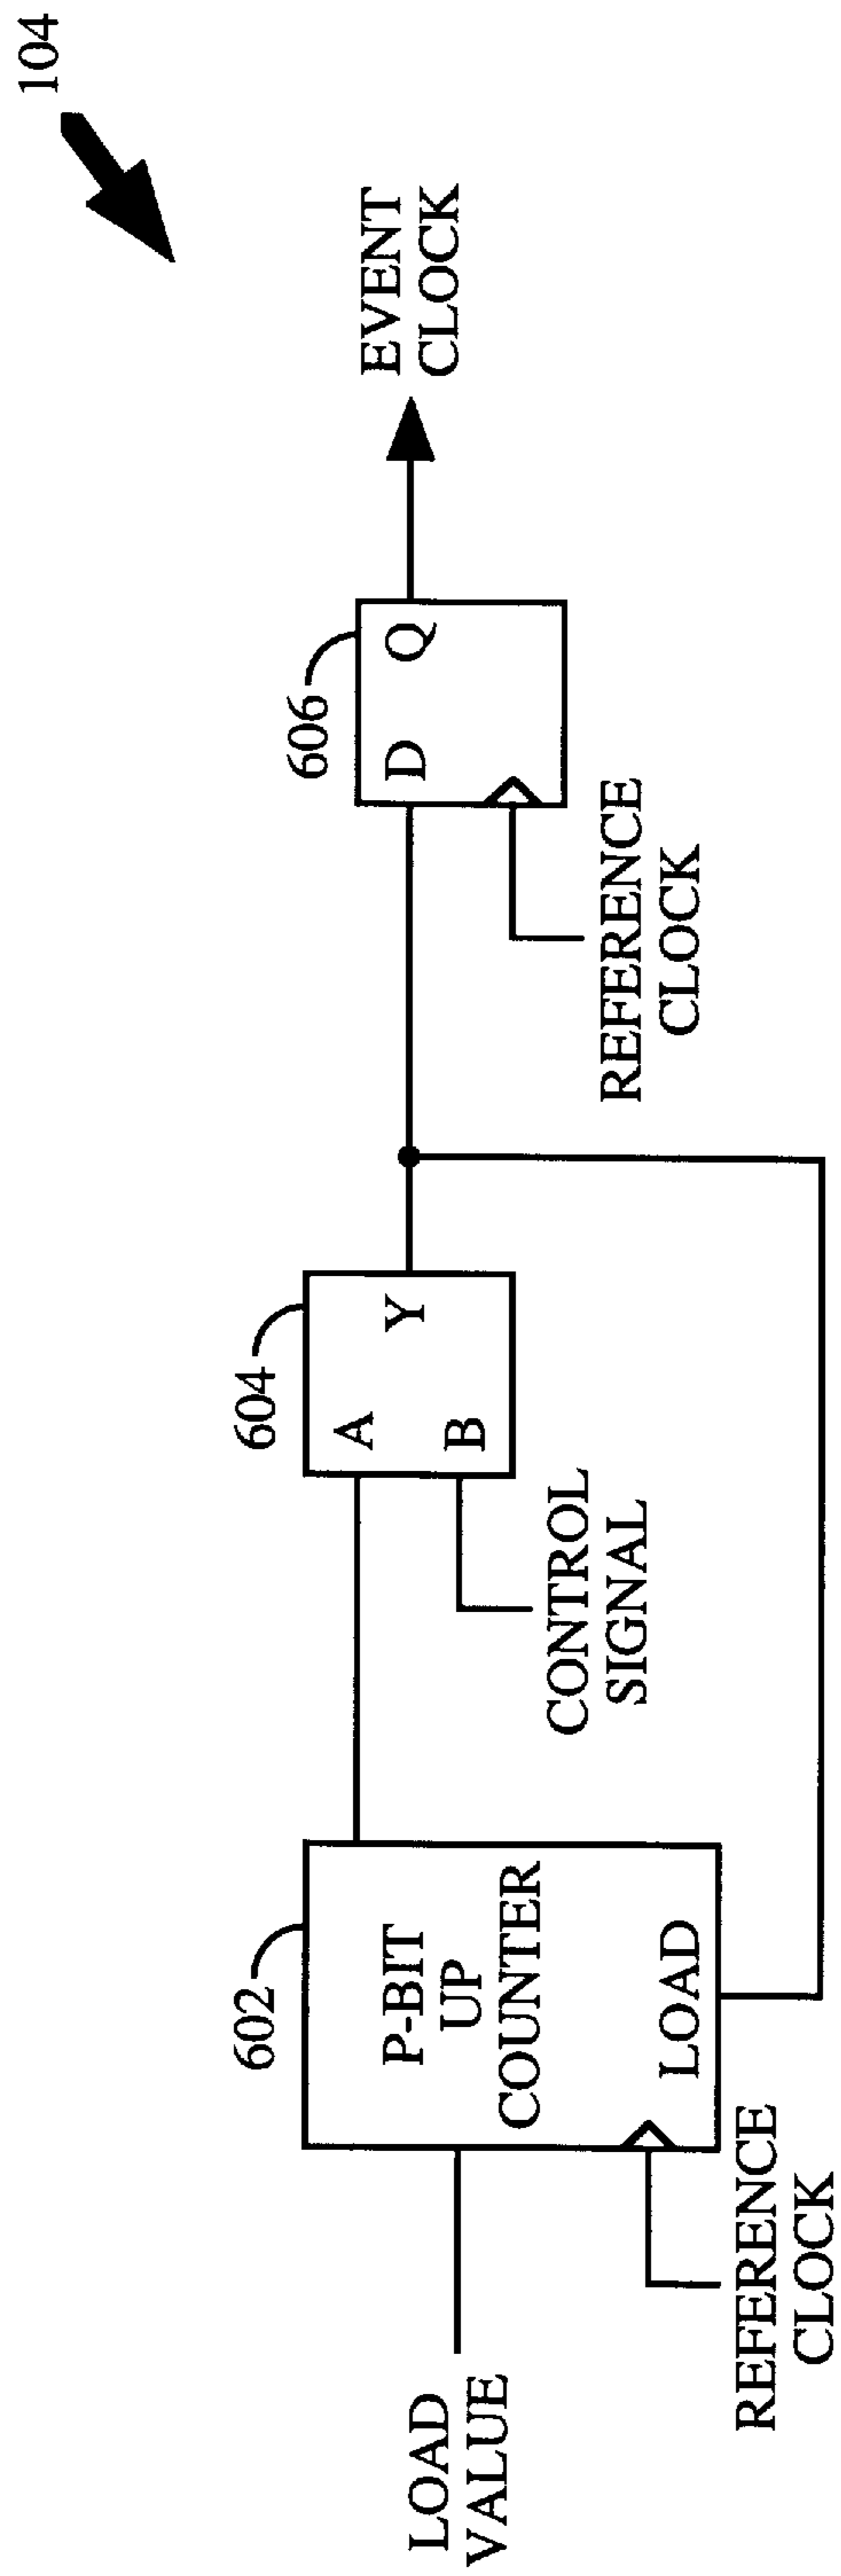 104
LOAD
VALUE
602
P-BIT
UP
COUNTER
LOAD
REFERENCE
CLOCK
604
A
B
Y
CONTROL
SIGNAL
606
D Q
REFERENCE
CLOCK
EVENT
CLOCK